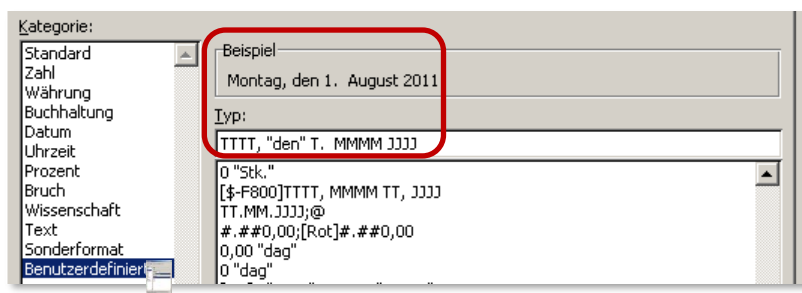 Kategorie:
Standard
Zahl
Währung
Buchhaltung
Datum
Uhrzeit
Prozent
Bruch
Wissenschaft
Text
Sonderformat
Benutzerdefiniert
Beispiel
Montag, den 1.  August 2011
Typ:
TTTT, "den" T.  MMMM JJJJ
0 "Stk."
[$-F800]TTTT, MMMM TT, JJJJ
TT.MM.JJJJ;@
#.##0,00;[Rot]#.##0,00
0,00 "dag"
0 "dag"